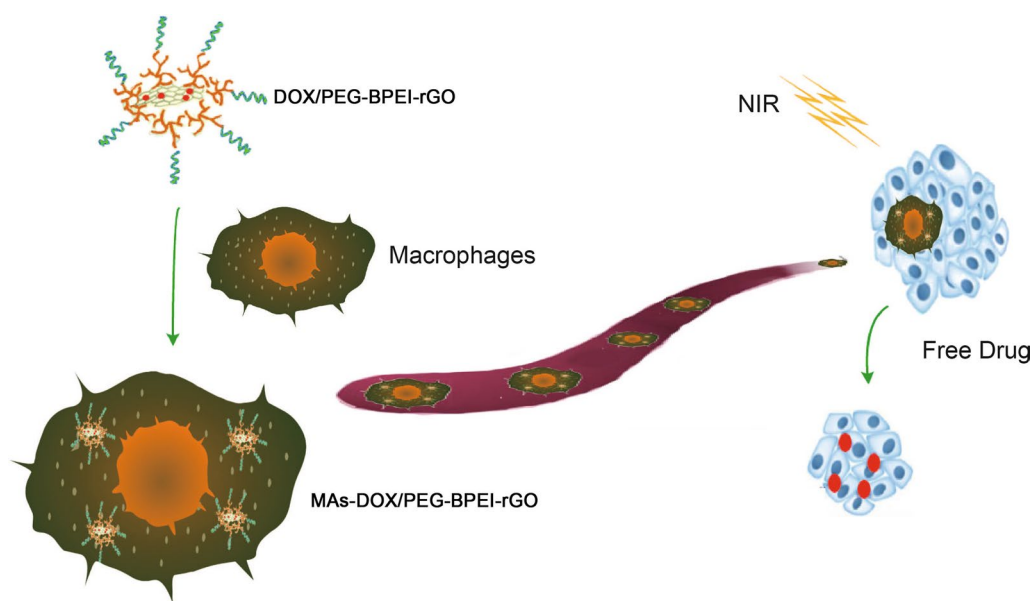 DOX/PEG-BPEI-rGO
NIR
Macrophages
Free Drug
MAs-DOX/PEG-BPEI-rGO